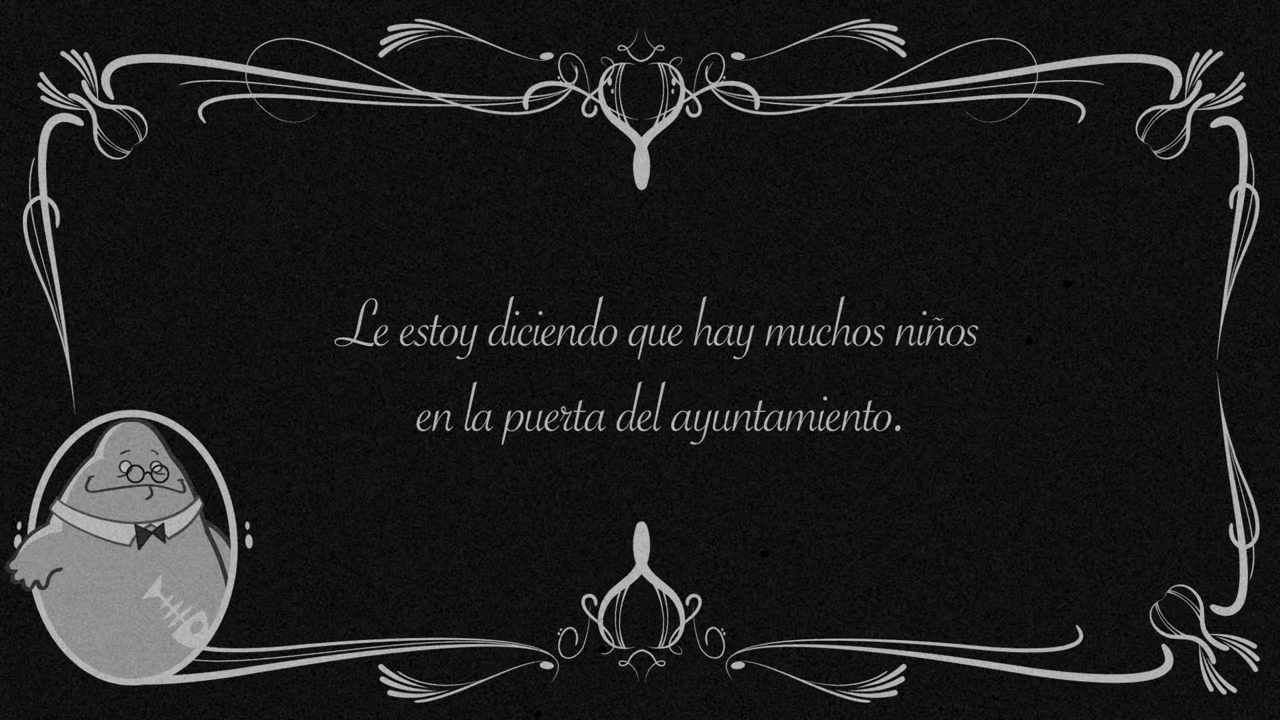 Le estoy diciendo que hay muchos niños
en la puerta del ayuntamiento.